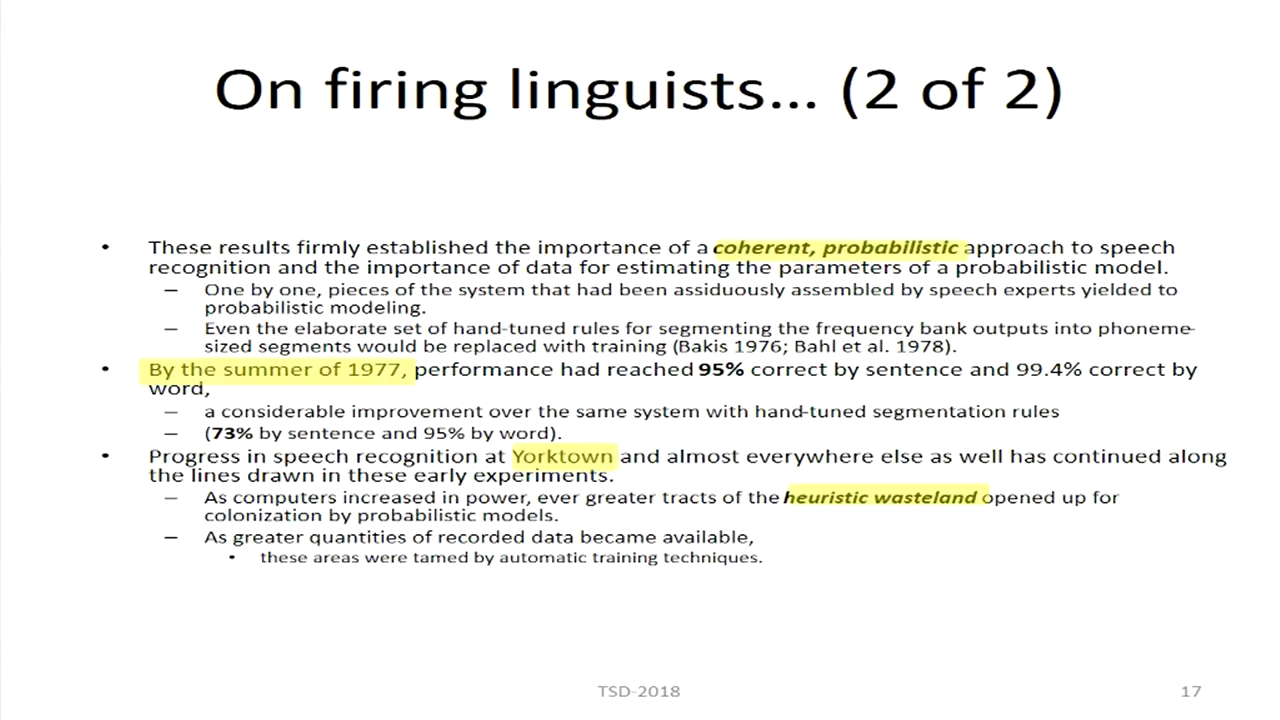 On firing linguists... (2 of 2)
• These results firmly established the importance of a coherent, probabilistic approach to speech
recognition and the importance of data for estimating the parameters of a probabilistic model.
– One by one, pieces of the system that had been assiduously assembled by speech experts yielded to
probabilistic modeling.
– Even the elaborate set of hand-tuned rules for segmenting the frequency bank outputs into phoneme-
sized segments would be replaced with training (Bakis 1976; Bahl et al. 1978).
• By the summer of 1977, performance had reached 95% correct by sentence and 99.4% correct by
word,
– a considerable improvement over the same system with hand-tuned segmentation rules
– (73% by sentence and 95% by word).
• Progress in speech recognition at Yorktown and almost everywhere else as well has continued along
the lines drawn in these early experiments.
– As computers increased in power, ever greater tracts of the heuristic wasteland opened up for
colonization by probabilistic models.
– As greater quantities of recorded data became available,
• these areas were tamed by automatic training techniques.
TSD-2018
17